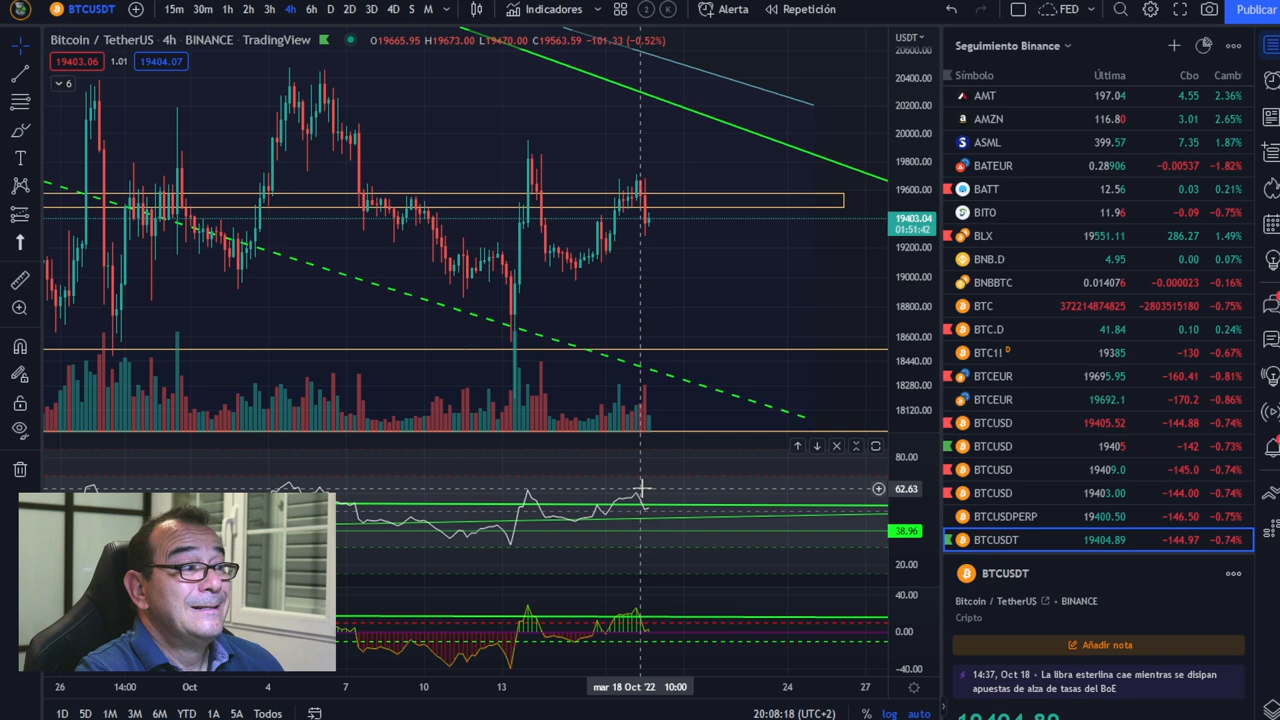 BTCUSDT 15m 30m 1h 2h 3h 4h 6h D 2D 3D 4D S M Indicadores Alerta Repetición FED Publicar
Bitcoin / TetherUS • 4h • BINANCE • TradingView O19665.95 H19673.00 L19470.00 C19563.59 −101.33 (−0.52%)
19403.06 1.01 19404.07
6
USDT
20600.00
20400.00
20200.00
20000.00
19800.00
19600.00
19403.04
01:51:42
19200.00
19000.00
18800.00
18600.00
18440.00
18280.00
18120.00
80.00
62.63
38.96
20.00
40.00
0.00
−40.00
26 14:00 Oct 4 7 10 13 mar 18 Oct '22 10:00 24 27
1D 5D 1M 3M 6M YTD 1A 5A Todos 20:08:18 (UTC+2) % log auto
Seguimiento Binance
Símbolo Última Cbo Camb
AMT 197.04 4.55 2.36%
AMZN 116.80 3.01 2.65%
ASML 399.57 7.35 1.87%
BATEUR 0.28906 −0.00537 −1.82%
BATT 12.56 0.03 0.21%
BITO 11.96 −0.09 −0.75%
BLX 19551.11 286.27 1.49%
BNB.D 4.95 0.00 0.07%
BNBBTC 0.014076 −0.000023 −0.16%
BTC 372214874825 −2803515180 −0.75%
BTC.D 41.84 0.10 0.24%
BTC1! D 19385 −130 −0.67%
BTCEUR 19695.95 −160.41 −0.81%
BTCEUR 19692.1 −170.2 −0.86%
BTCUSD 19405.52 −144.88 −0.74%
BTCUSD 19405 −142 −0.73%
BTCUSD 19409.0 −145.0 −0.74%
BTCUSD 19403.00 −144.00 −0.74%
BTCUSDPERP 19400.50 −146.50 −0.75%
BTCUSDT 19404.89 −144.97 −0.74%
BTCUSDT
Bitcoin / TetherUS • BINANCE
Cripto
Añadir nota
14:37, Oct 18 • La libra esterlina cae mientras se disipan
apuestas de alza de tasas del BoE